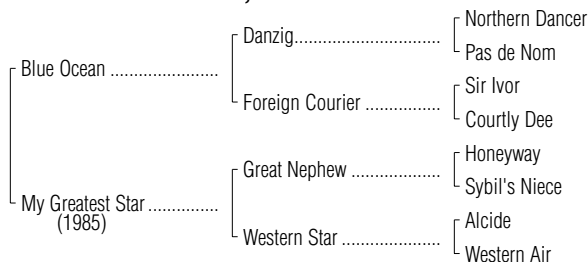 Northern Dancer
Danzig..............................
Pas de Nom
Blue Ocean ......................
Sir Ivor
Foreign Courier ...............
Courtly Dee
Honeyway
Great Nephew ..................
Sybil's Niece
My Greatest Star ................
(1985)
Alcide
Western Star ....................
Western Air